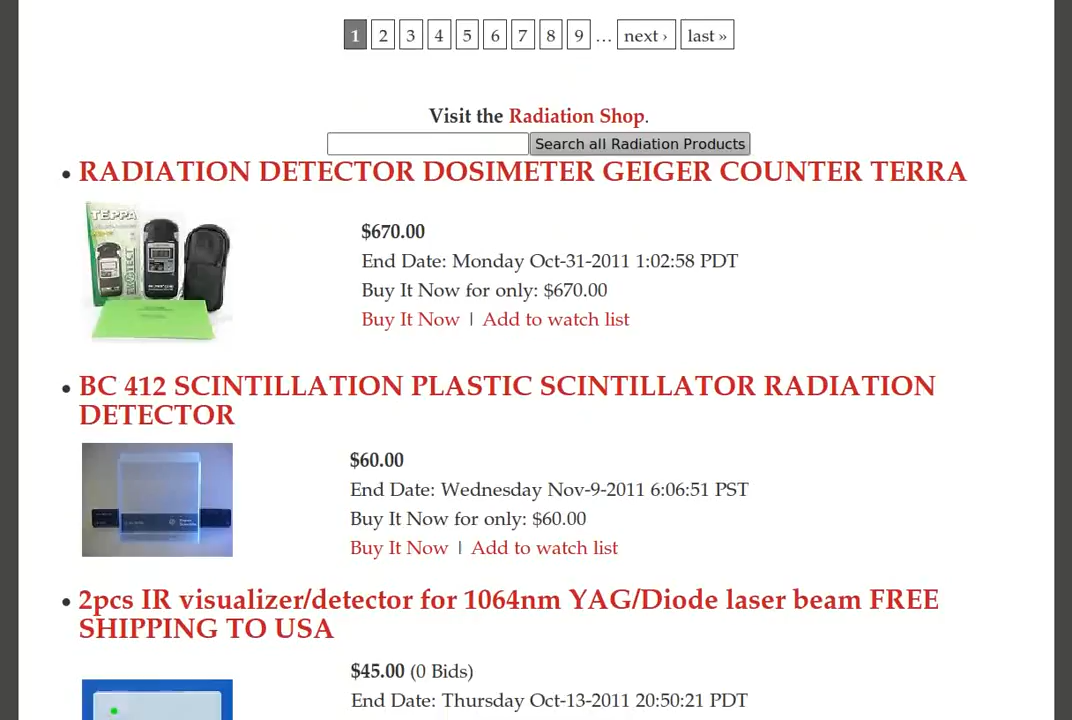 1 2 3 4 5 6 7 8 9 … next › last »
Visit the Radiation Shop.
Search all Radiation Products
• RADIATION DETECTOR DOSIMETER GEIGER COUNTER TERRA
ТЕРРА
$670.00
End Date: Monday Oct-31-2011 1:02:58 PDT
Buy It Now for only: $670.00
Buy It Now | Add to watch list
• BC 412 SCINTILLATION PLASTIC SCINTILLATOR RADIATION
DETECTOR
$60.00
End Date: Wednesday Nov-9-2011 6:06:51 PST
Buy It Now for only: $60.00
Buy It Now | Add to watch list
• 2pcs IR visualizer/detector for 1064nm YAG/Diode laser beam FREE
SHIPPING TO USA
$45.00 (0 Bids)
End Date: Thursday Oct-13-2011 20:50:21 PDT